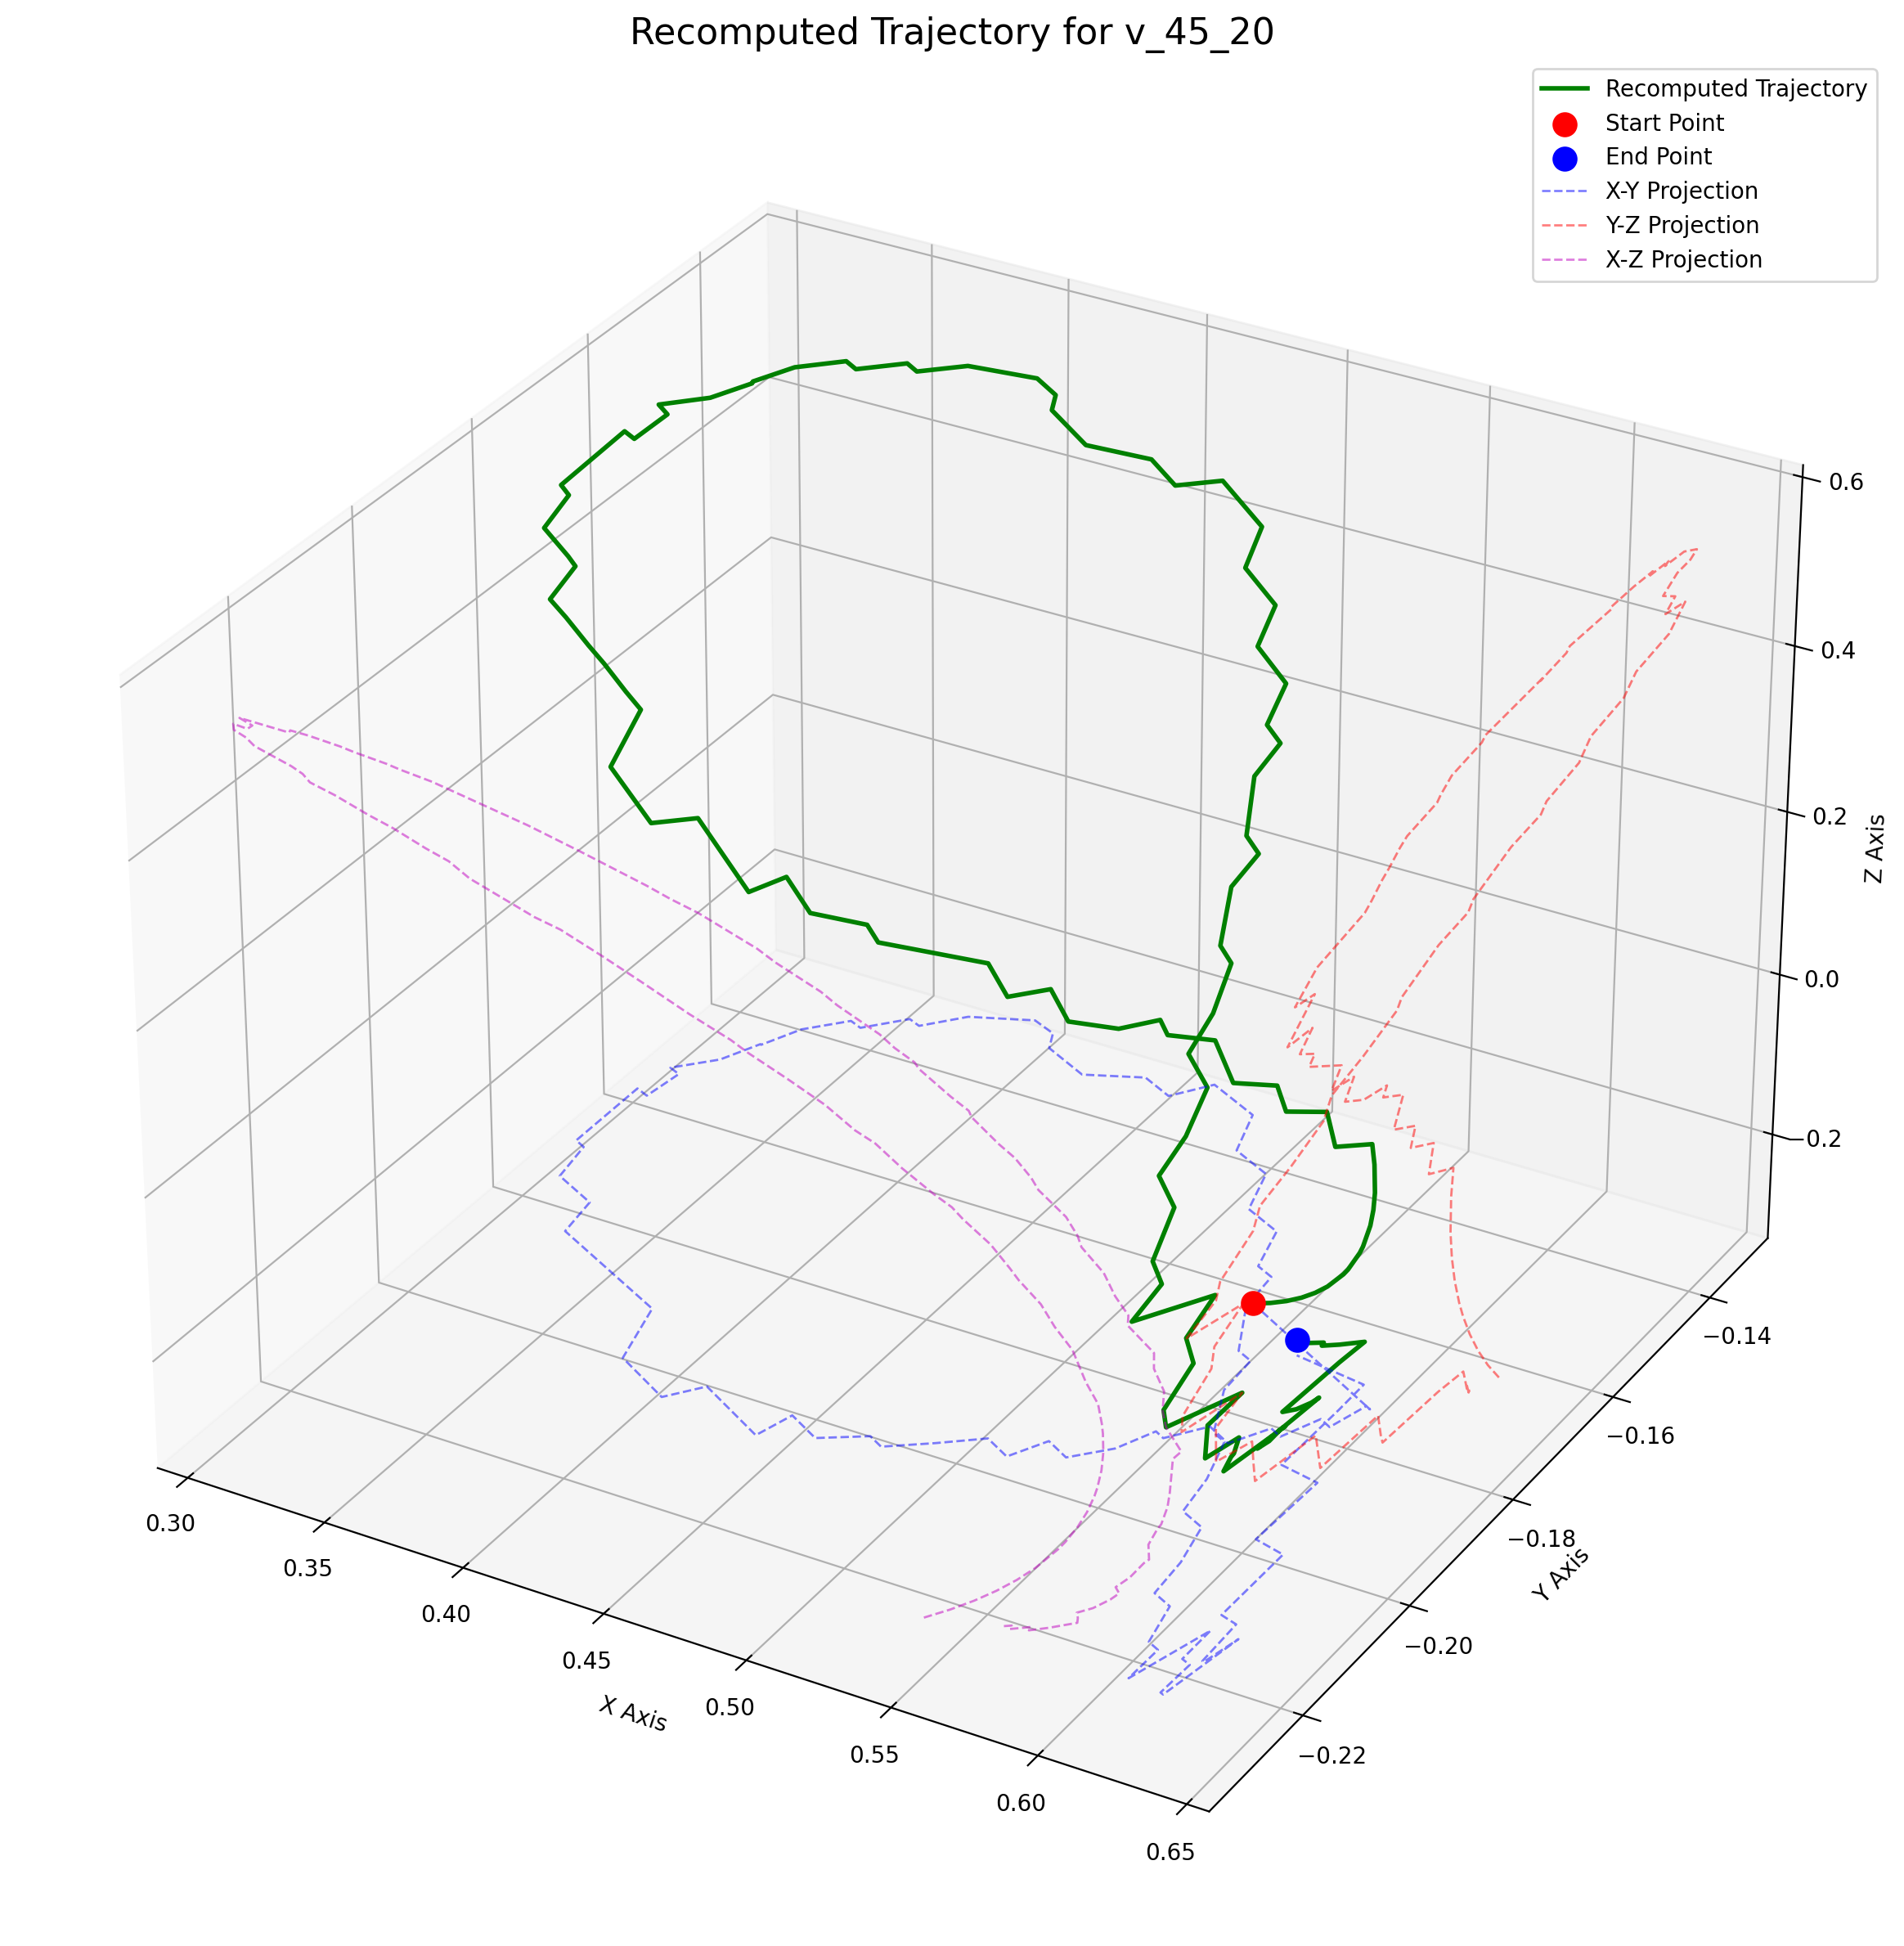 Recomputed Trajectory for v_45_20
Recomputed Trajectory
Start Point
End Point
X-Y Projection
Y-Z Projection
X-Z Projection
0.6
0.4
0.2
0.0
−0.2
Z Axis
−0.14
−0.16
−0.18
−0.20
−0.22
Y Axis
0.30
0.35
0.40
0.45
0.50
0.55
0.60
0.65
X Axis